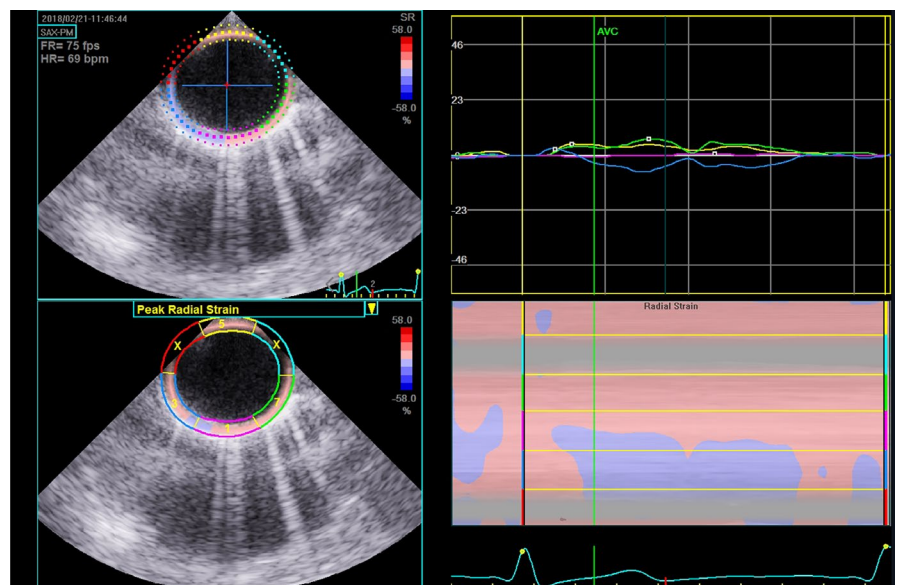 2018/02/21-11:46:44
SAX-PM
FR= 75 fps
HR= 69 bpm
SR
58.0
-58.0
%
2
Peak Radial Strain
5
X
X
7
1
58.0
-58.0
%
46
AVC
23
-23
-46
Radial Strain